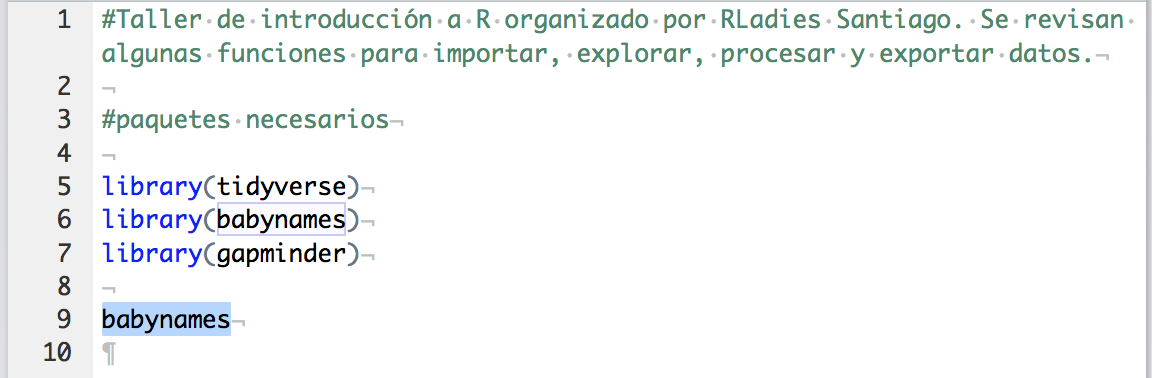 1 #Taller de introducción a R organizado por RLadies Santiago. Se revisan
algunas funciones para importar, explorar, procesar y exportar datos.¬
2 ¬
3 #paquetes necesarios¬
4 ¬
5 library(tidyverse)¬
6 library(babynames)¬
7 library(gapminder)¬
8 ¬
9 babynames¬
10 ¶